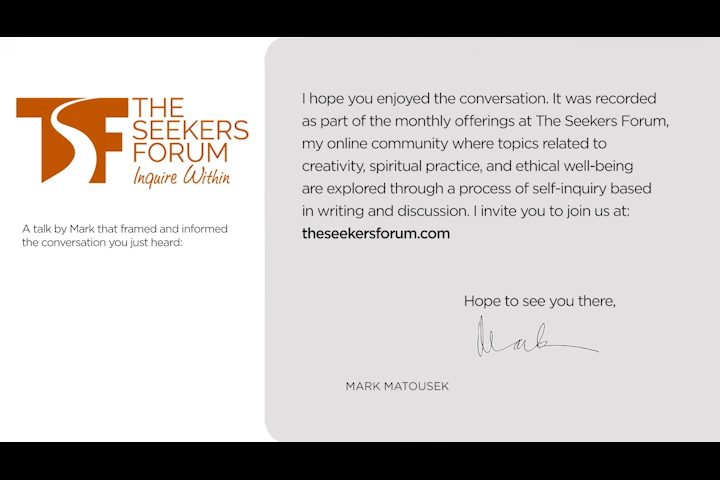 TSF
THE
SEEKERS
FORUM
Inquire Within
A talk by Mark that framed and informed
the conversation you just heard:
I hope you enjoyed the conversation. It was recorded
as part of the monthly offerings at The Seekers Forum,
my online community where topics related to
creativity, spiritual practice, and ethical well-being
are explored through a process of self-inquiry based
in writing and discussion. I invite you to join us at:
theseekersforum.com
Hope to see you there,
Mark
MARK MATOUSEK